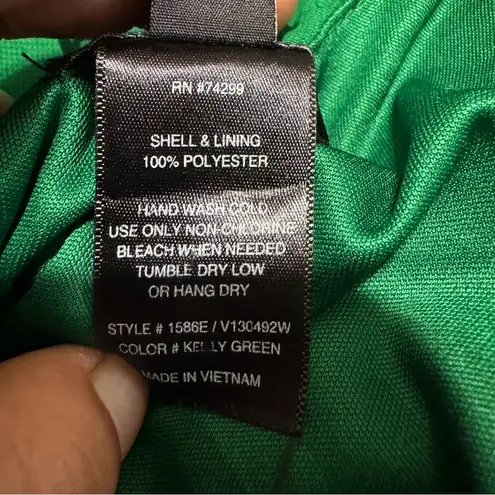 RN #74299
SHELL & LINING
100% POLYESTER
HAND WASH COLD
USE ONLY NON-CHLORINE
BLEACH WHEN NEEDED
TUMBLE DRY LOW
OR HANG DRY
STYLE # 1586E / V130492W
COLOR # KELLY GREEN
MADE IN VIETNAM